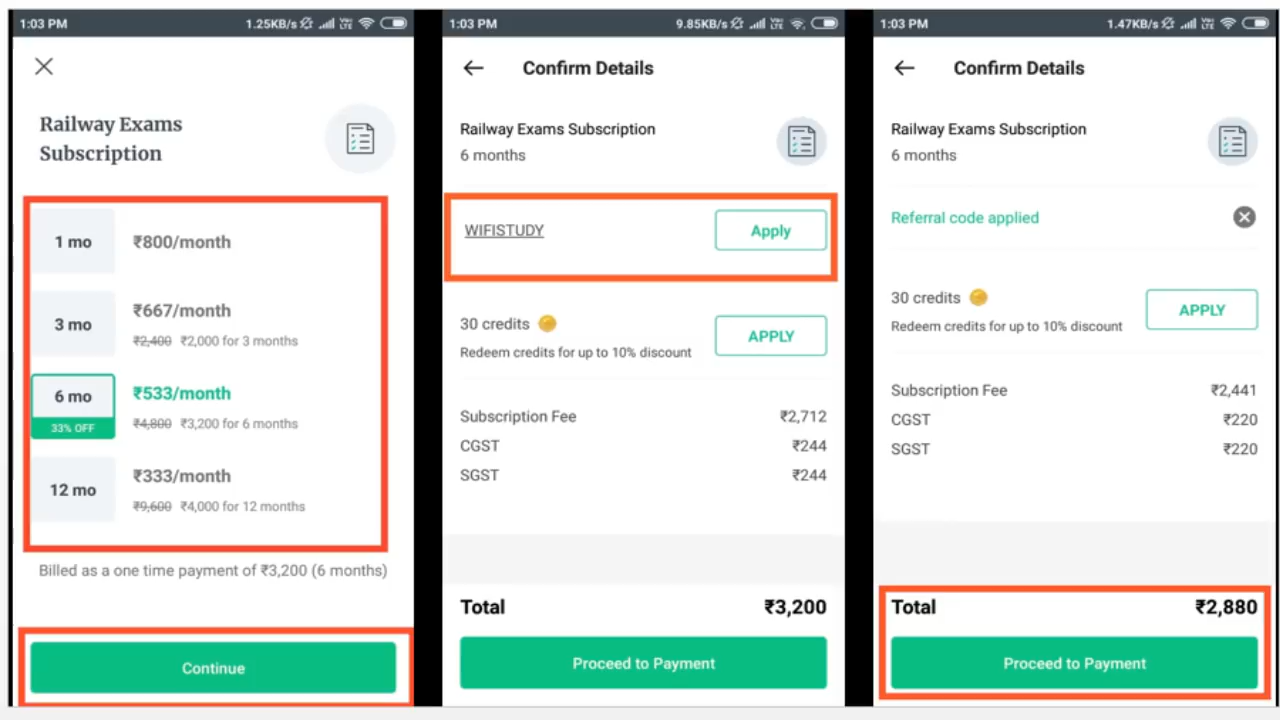 1:03 PM 1.25KB/s VoLTE
Railway Exams
Subscription
1 mo ₹800/month
3 mo ₹667/month
₹2,400 ₹2,000 for 3 months
6 mo ₹533/month
33% OFF ₹4,800 ₹3,200 for 6 months
12 mo ₹333/month
₹9,600 ₹4,000 for 12 months
Billed as a one time payment of ₹3,200 (6 months)
Continue
1:03 PM 9.85KB/s VoLTE
Confirm Details
Railway Exams Subscription
6 months
WIFISTUDY Apply
30 credits
APPLY
Redeem credits for up to 10% discount
Subscription Fee ₹2,712
CGST ₹244
SGST ₹244
Total ₹3,200
Proceed to Payment
1:03 PM 1.47KB/s VoLTE
Confirm Details
Railway Exams Subscription
6 months
Referral code applied
30 credits
APPLY
Redeem credits for up to 10% discount
Subscription Fee ₹2,441
CGST ₹220
SGST ₹220
Total ₹2,880
Proceed to Payment